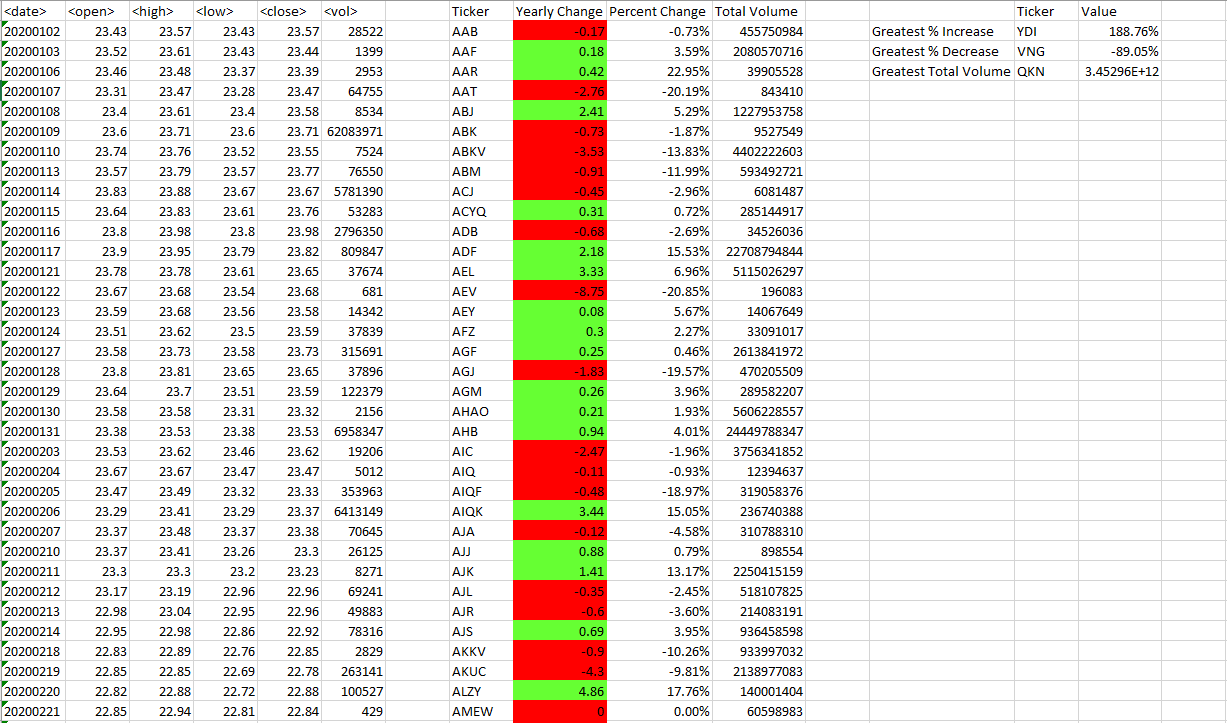 <date> <open> <high> <low> <close> <vol> Ticker Yearly Change Percent Change Total Volume Ticker Value
20200102 23.43 23.57 23.43 23.57 28522 AAB -0.17 -0.73% 455750984 Greatest % Increase YDI 188.76%
20200103 23.52 23.61 23.43 23.44 1399 AAF 0.18 3.59% 2080570716 Greatest % Decrease VNG -89.05%
20200106 23.46 23.48 23.37 23.39 2953 AAR 0.42 22.95% 39905528 Greatest Total Volume QKN 3.45296E+12
20200107 23.31 23.47 23.28 23.47 64755 AAT -2.76 -20.19% 843410
20200108 23.4 23.61 23.4 23.58 8534 ABJ 2.41 5.29% 1227953758
20200109 23.6 23.71 23.6 23.71 62083971 ABK -0.73 -1.87% 9527549
20200110 23.74 23.76 23.52 23.55 7524 ABKV -3.53 -13.83% 4402222603
20200113 23.57 23.79 23.57 23.77 76550 ABM -0.91 -11.99% 593492721
20200114 23.83 23.88 23.67 23.67 5781390 ACJ -0.45 -2.96% 6081487
20200115 23.64 23.83 23.61 23.76 53283 ACYQ 0.31 0.72% 285144917
20200116 23.8 23.98 23.8 23.98 2796350 ADB -0.68 -2.69% 34526036
20200117 23.9 23.95 23.79 23.82 809847 ADF 2.18 15.53% 22708794844
20200121 23.78 23.78 23.61 23.65 37674 AEL 3.33 6.96% 5115026297
20200122 23.67 23.68 23.54 23.68 681 AEV -8.75 -20.85% 196083
20200123 23.59 23.68 23.56 23.58 14342 AEY 0.08 5.67% 14067649
20200124 23.51 23.62 23.5 23.59 37839 AFZ 0.3 2.27% 33091017
20200127 23.58 23.73 23.58 23.73 315691 AGF 0.25 0.46% 2613841972
20200128 23.8 23.81 23.65 23.65 37896 AGJ -1.83 -19.57% 470205509
20200129 23.64 23.7 23.51 23.59 122379 AGM 0.26 3.96% 289582207
20200130 23.58 23.58 23.31 23.32 2156 AHAO 0.21 1.93% 5606228557
20200131 23.38 23.53 23.38 23.53 6958347 AHB 0.94 4.01% 24449788347
20200203 23.53 23.62 23.46 23.62 19206 AIC -2.47 -1.96% 3756341852
20200204 23.67 23.67 23.47 23.47 5012 AIQ -0.11 -0.93% 12394637
20200205 23.47 23.49 23.32 23.33 353963 AIQF -0.48 -18.97% 319058376
20200206 23.29 23.41 23.29 23.37 6413149 AIQK 3.44 15.05% 236740388
20200207 23.37 23.48 23.37 23.38 70645 AJA -0.12 -4.58% 310788310
20200210 23.37 23.41 23.26 23.3 26125 AJJ 0.88 0.79% 898554
20200211 23.3 23.3 23.2 23.23 8271 AJK 1.41 13.17% 2250415159
20200212 23.17 23.19 22.96 22.96 69241 AJL -0.35 -2.45% 518107825
20200213 22.98 23.04 22.95 22.96 49883 AJR -0.6 -3.60% 214083191
20200214 22.95 22.98 22.86 22.92 78316 AJS 0.69 3.95% 936458598
20200218 22.83 22.89 22.76 22.85 2829 AKKV -0.9 -10.26% 933997032
20200219 22.85 22.85 22.69 22.78 263141 AKUC -4.3 -9.81% 2138977083
20200220 22.82 22.88 22.72 22.88 100527 ALZY 4.86 17.76% 140001404
20200221 22.85 22.94 22.81 22.84 429 AMEW 0 0.00% 60598983